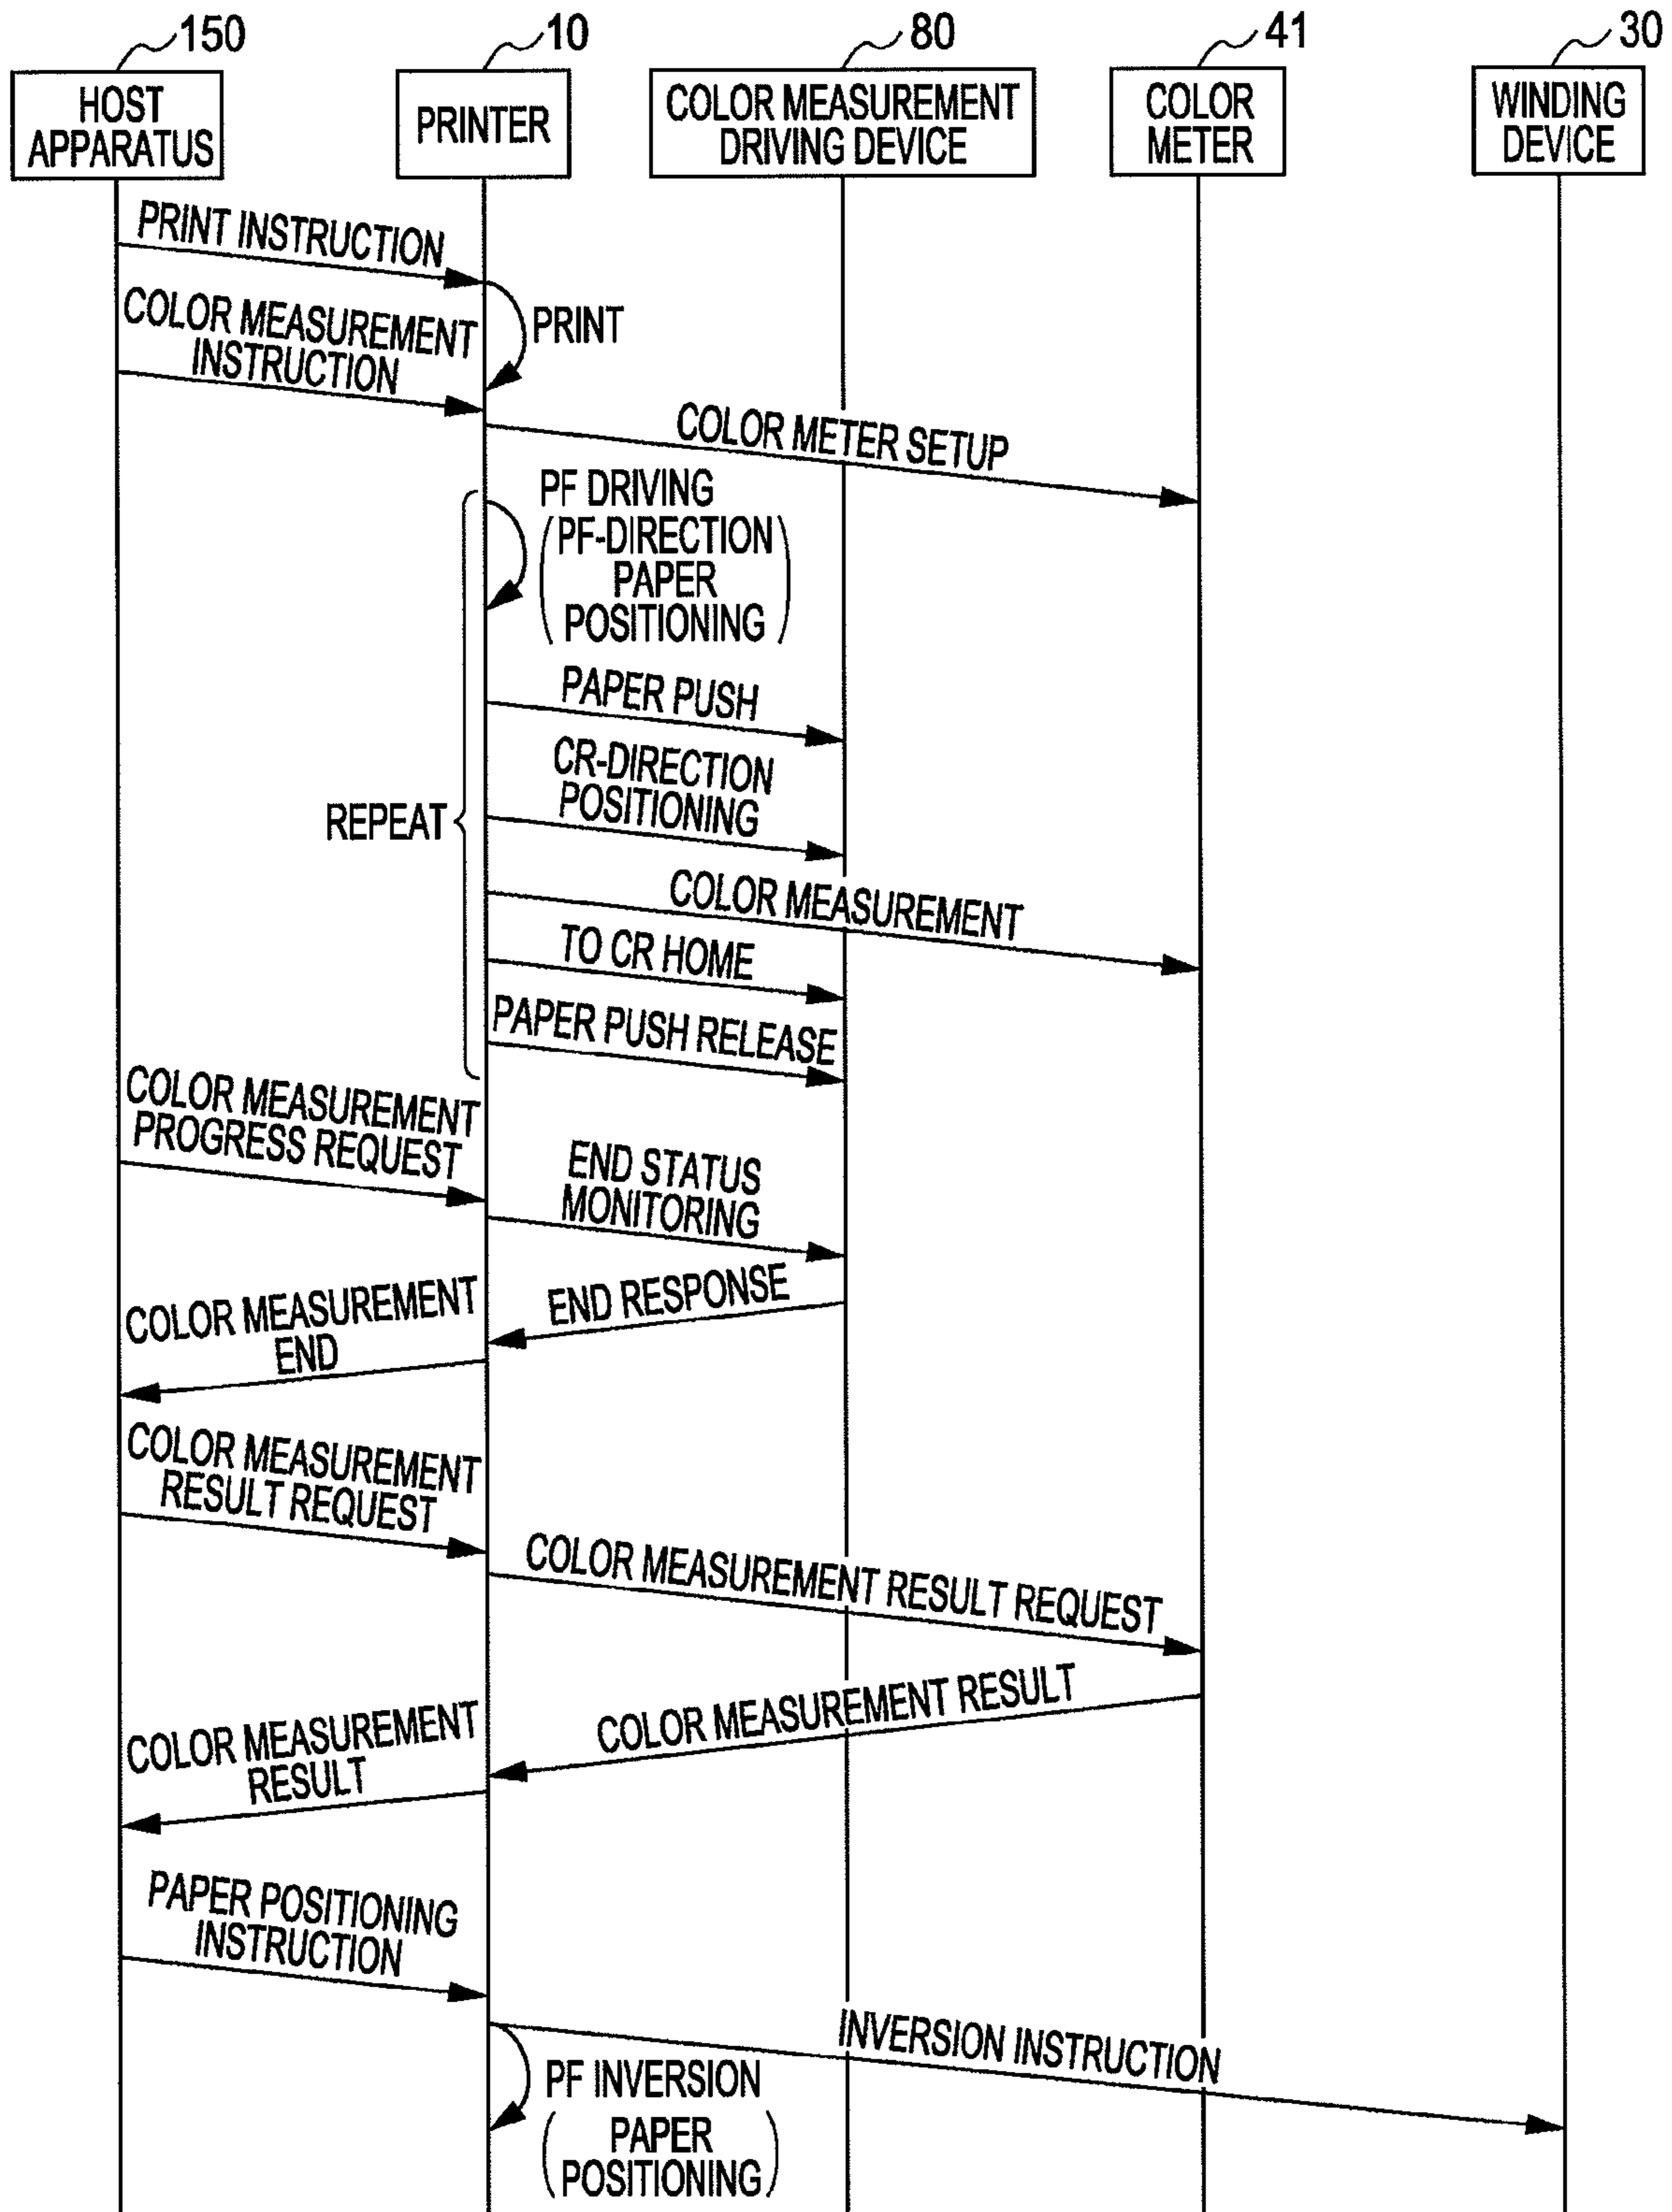 150
10
80
41
30
HOST
APPARATUS
PRINTER
COLOR MEASUREMENT
DRIVING DEVICE
COLOR
METER
WINDING
DEVICE
PRINT INSTRUCTION
PRINT
COLOR MEASUREMENT
INSTRUCTION
COLOR METER SETUP
PF DRIVING
(PF-DIRECTION
PAPER
POSITIONING)
PAPER PUSH
CR-DIRECTION
POSITIONING
REPEAT
COLOR MEASUREMENT
TO CR HOME
PAPER PUSH RELEASE
COLOR MEASUREMENT
PROGRESS REQUEST
END STATUS
MONITORING
END RESPONSE
COLOR MEASUREMENT
END
COLOR MEASUREMENT
RESULT REQUEST
COLOR MEASUREMENT RESULT REQUEST
COLOR MEASUREMENT RESULT
COLOR MEASUREMENT
RESULT
PAPER POSITIONING
INSTRUCTION
INVERSION INSTRUCTION
PF INVERSION
(PAPER
POSITIONING)